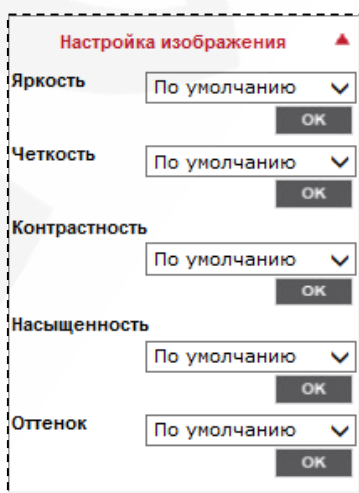 Настройка изображения
Яркость
По умолчанию
OK
Четкость
По умолчанию
OK
Контрастность
По умолчанию
OK
Насыщенность
По умолчанию
OK
Оттенок
По умолчанию
OK